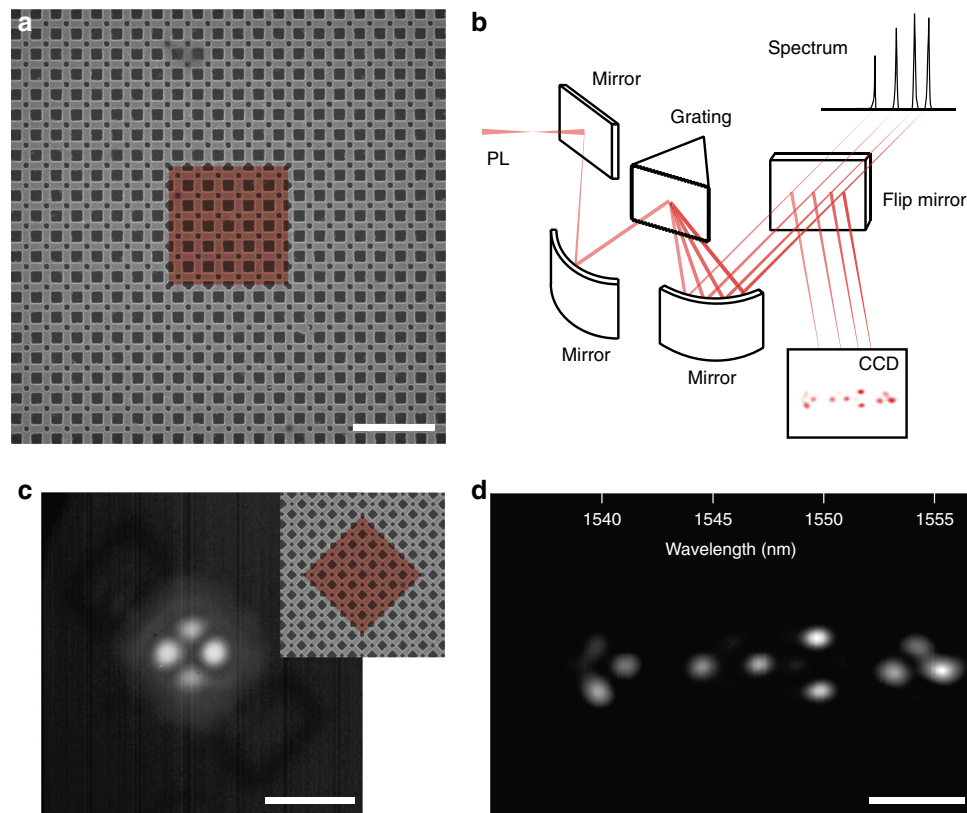 a
b
Spectrum
Mirror
Grating
PL
Flip mirror
Mirror
Mirror
CCD
c
d
1540 1545 1550 1555
Wavelength (nm)